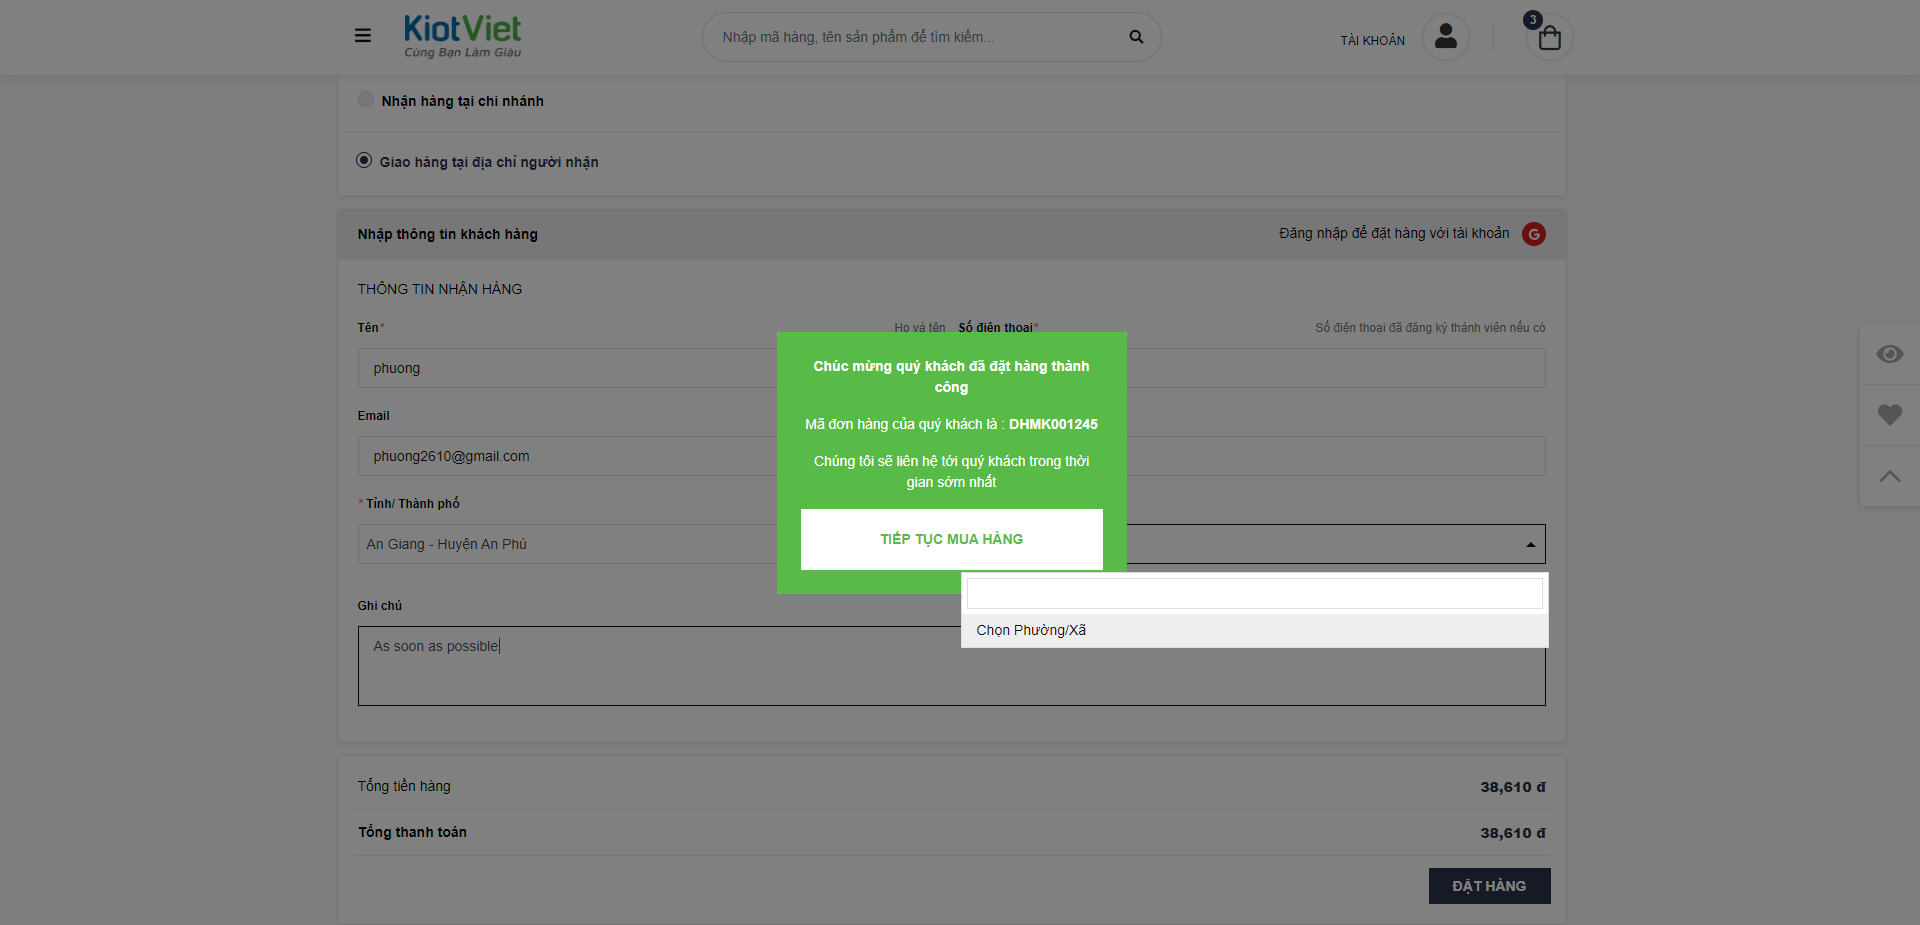 KiotViet
Cùng Bạn Làm Giàu
Nhập mã hàng, tên sản phẩm để tìm kiếm...
TÀI KHOẢN
3
Nhận hàng tại chi nhánh
Giao hàng tại địa chỉ người nhận
Nhập thông tin khách hàng
Đăng nhập để đặt hàng với tài khoản
G
THÔNG TIN NHẬN HÀNG
Tên*
Họ và tên
Số điện thoại*
Số điện thoại đã đăng ký thành viên nếu có
phuong
Chúc mừng quý khách đã đặt hàng thành
công
Email
Mã đơn hàng của quý khách là : DHMK001245
phuong2610@gmail.com
Chúng tôi sẽ liên hệ tới quý khách trong thời
gian sớm nhất
* Tỉnh/ Thành phố
An Giang - Huyện An Phú
TIẾP TỤC MUA HÀNG
Ghi chú
Chọn Phường/Xã
As soon as possible
Tổng tiền hàng
38,610 đ
Tổng thanh toán
38,610 đ
ĐẶT HÀNG